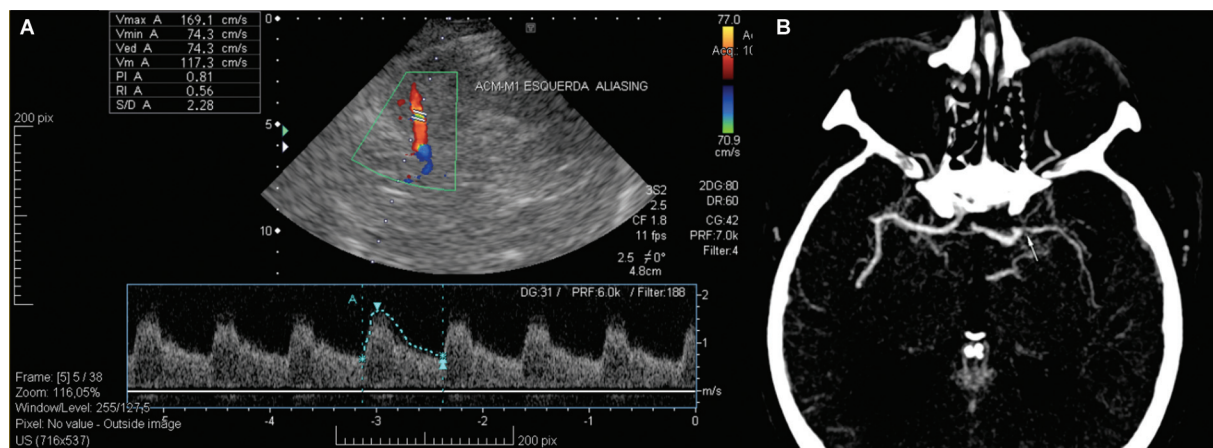 A
Vmax A 169.1 cm/s
Vmin A 74.3 cm/s
Ved A 74.3 cm/s
Vm A 117.3 cm/s
PI A 0.81
RI A 0.56
S/D A 2.28
200 pix
0
5
10
ACM-M1 ESQUERDA ALIASING
77.0
70.9
cm/s
Acq.: 10
3S2
2.5
CF 1.8
11 fps
2.5 ≠0°
4.8cm
2DG:80
DR:60
CG:42
PRF:7.0k
Filter:4
A
DG:31 / PRF:6.0k / Filter:188
2
1
m/s
Frame: [5] 5 / 38
Zoom: 116,05%
Window/Level: 255/127,5
Pixel: No value - Outside image
US (716x537)
-5
-4
-3
-2
-1
0
200 pix
B